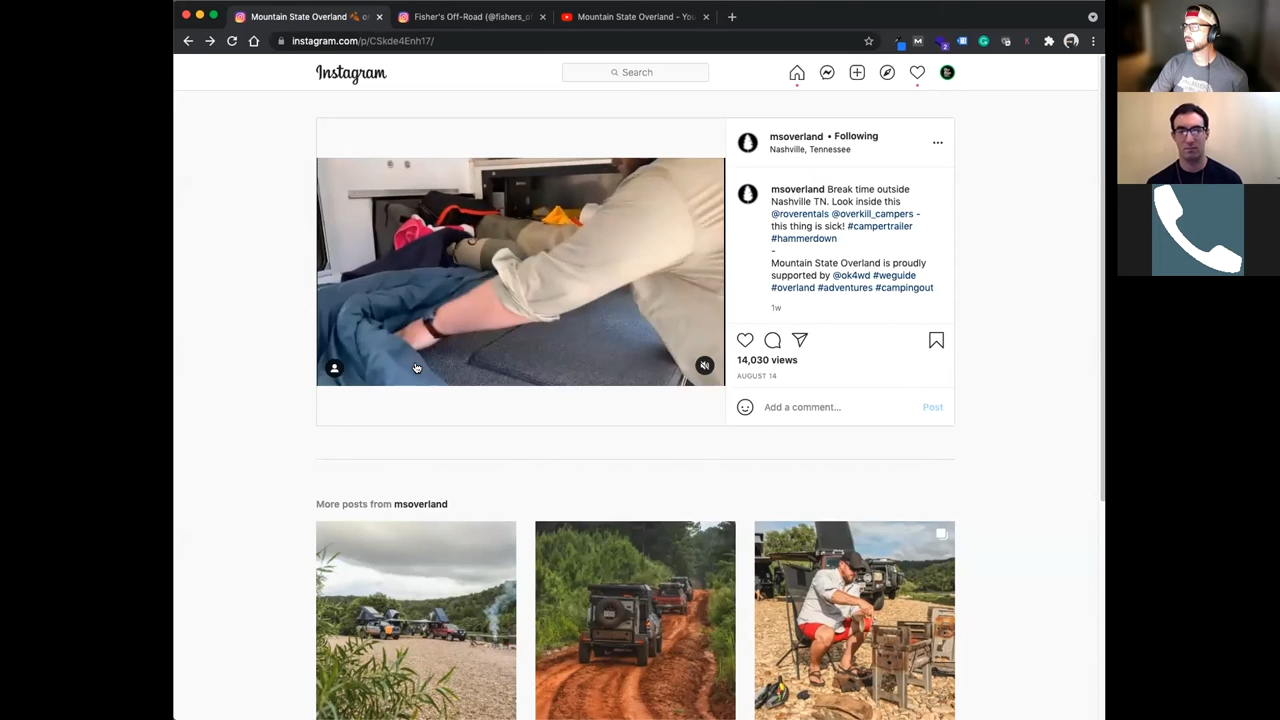 Mountain State Overland 🍂 o
Fisher's Off-Road (@fishers_o
Mountain State Overland - You
instagram.com/p/CSkde4Enh17/
Instagram
Search
msoverland • Following
Nashville, Tennessee
msoverland Break time outside
Nashville TN. Look inside this
@roverentals @overkill_campers -
this thing is sick! #campertrailer
#hammerdown
-
Mountain State Overland is proudly
supported by @ok4wd #weguide
#overland #adventures #campingout
1w
14,030 views
AUGUST 14
Add a comment... Post
More posts from msoverland